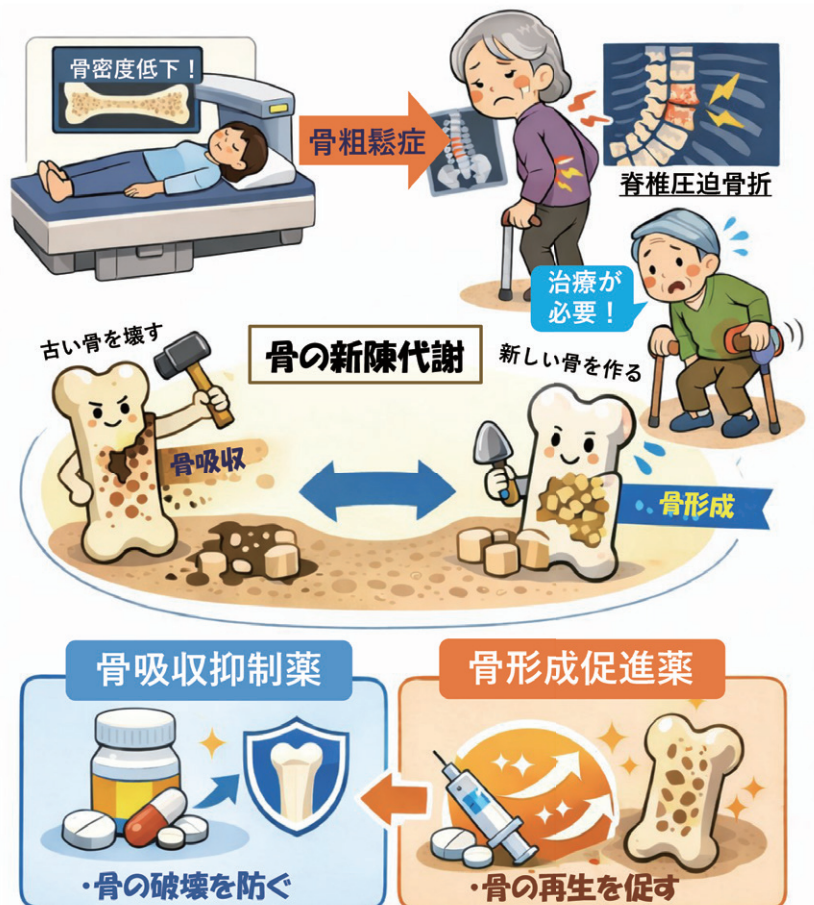 骨密度低下！
骨粗鬆症
脊椎圧迫骨折
治療が
必要！
古い骨を壊す
骨の新陳代謝
新しい骨を作る
骨吸収
骨形成
骨吸収抑制薬
骨形成促進薬
・骨の破壊を防ぐ
・骨の再生を促す